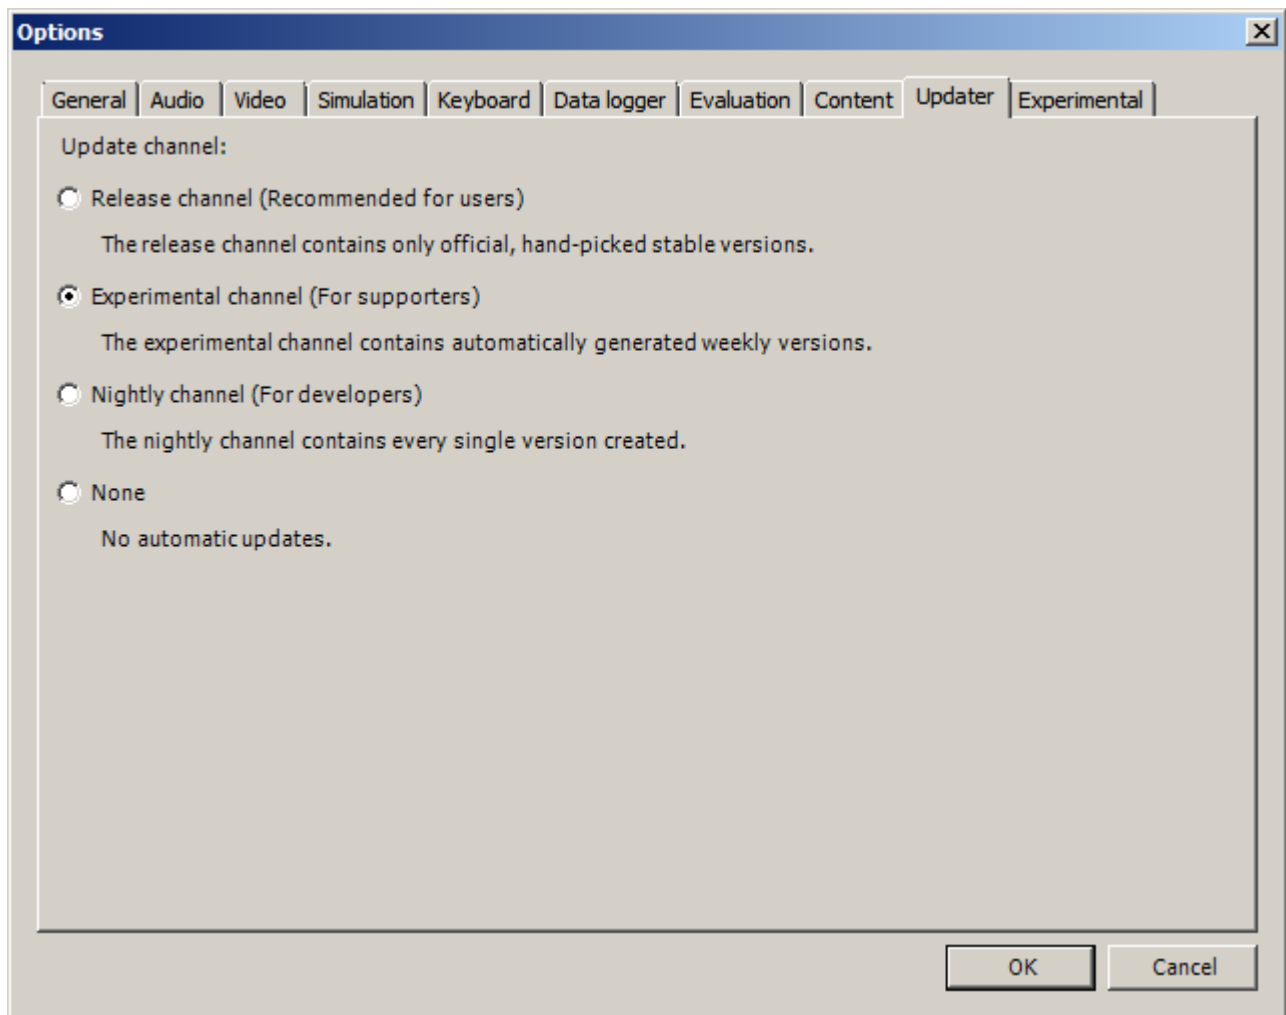 Options
General Audio Video Simulation Keyboard Data logger Evaluation Content Updater Experimental
Update channel:
Release channel (Recommended for users)
The release channel contains only official, hand-picked stable versions.
Experimental channel (For supporters)
The experimental channel contains automatically generated weekly versions.
Nightly channel (For developers)
The nightly channel contains every single version created.
None
No automatic updates.
OK Cancel